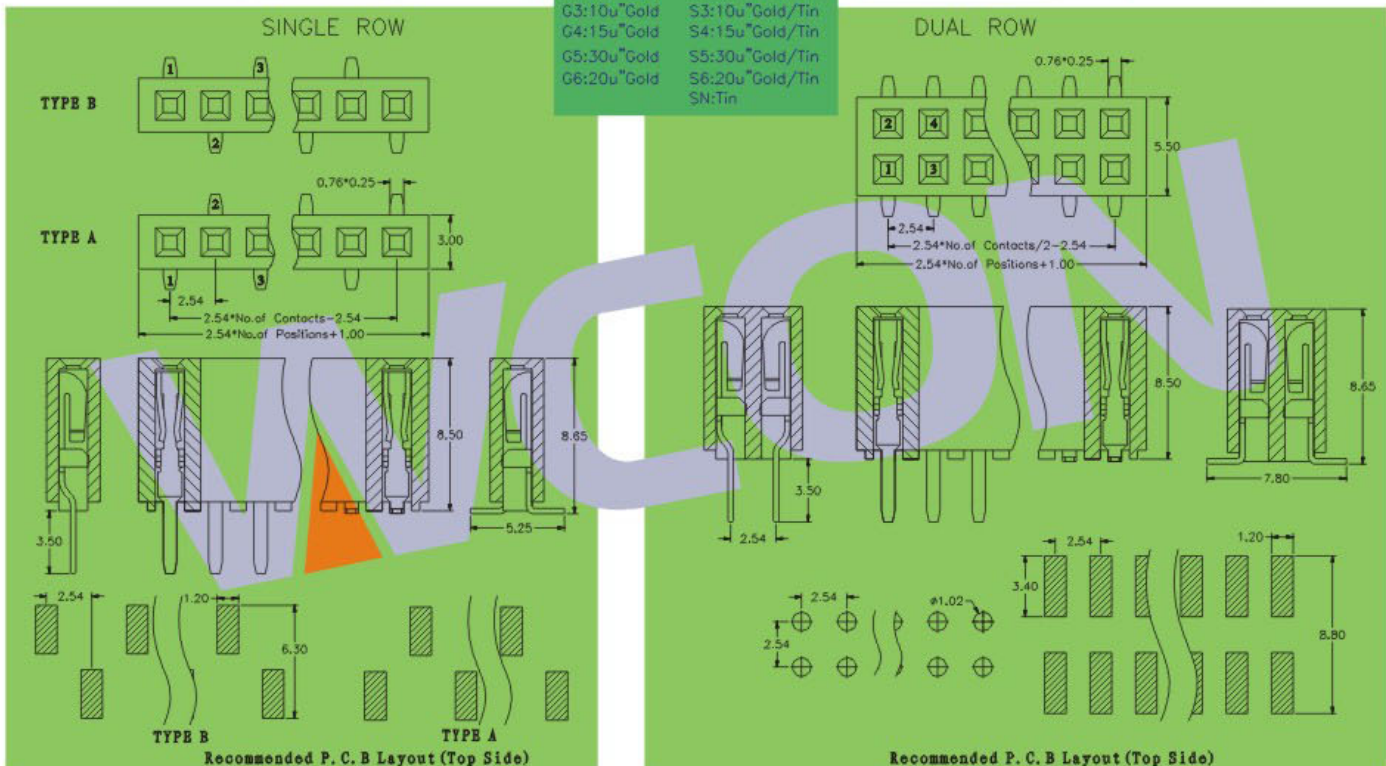 G3:10u"Gold S3:10u"Gold/Tin
G4:15u"Gold S4:15u"Gold/Tin
G5:30u"Gold S5:30u"Gold/Tin
G6:20u"Gold S6:20u"Gold/Tin
SN:Tin
SINGLE ROW
1 3
TYPE B
2
0.76*0.25
2
TYPE A
3.00
1 3
2.54
2.54*No.of Contacts-2.54
2.54*No.of Positions+1.00
8.50
8.65
3.50
5.25
2.54
1.20
6.30
TYPE B
TYPE A
Recommended P.C.B Layout(Top Side)
DUAL ROW
0.76*0.25
2 4
5.50
1 3
2.54
2.54*No.of Contacts/2-2.54
2.54*No.of Positions+1.00
8.50
8.65
3.50
7.80
2.54
2.54
1.20
3.40
2.54
ø1.02
2.54
8.80
Recommended P.C.B Layout(Top Side)
WCON